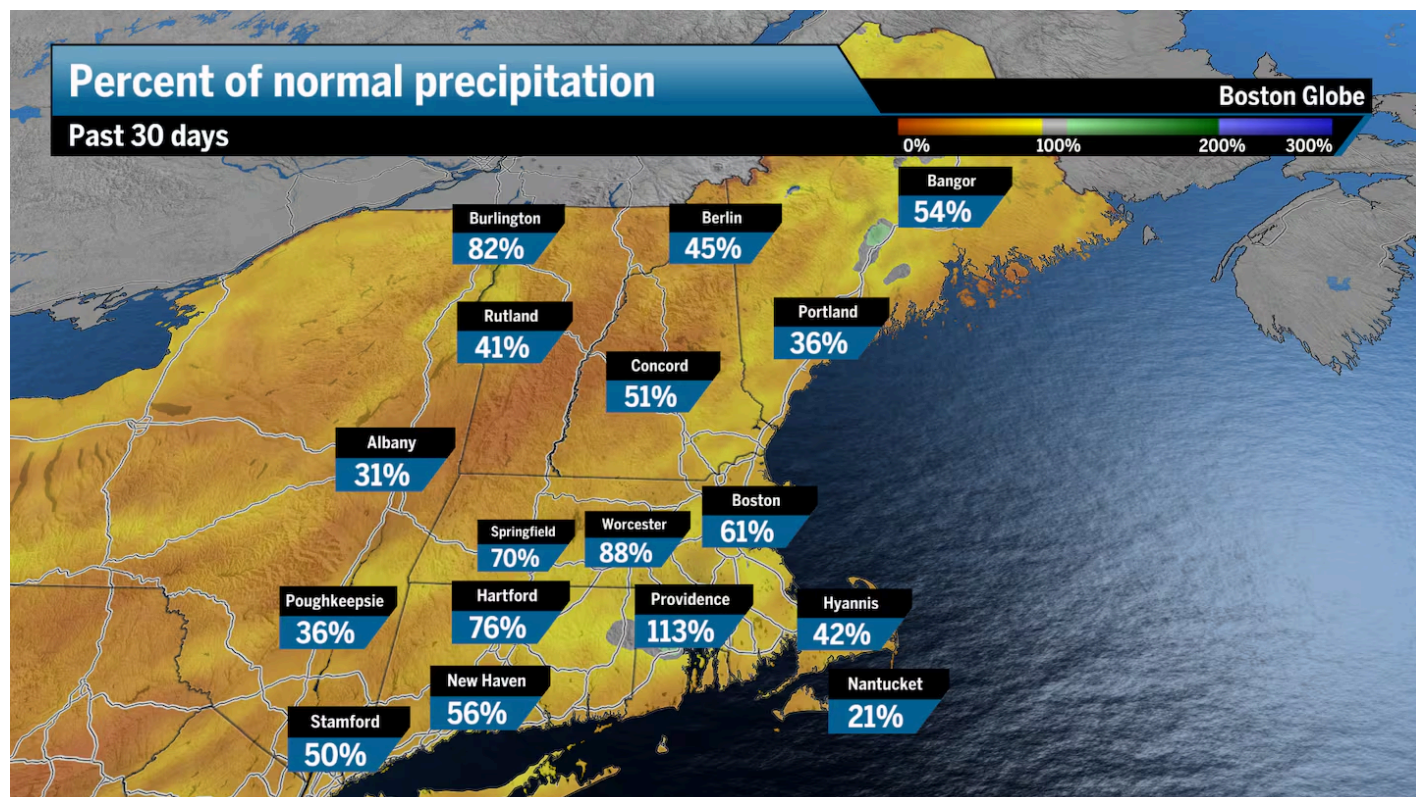 Percent of normal precipitation
Boston Globe
Past 30 days
0% 100% 200% 300%
Bangor
54%
Burlington
82%
Berlin
45%
Rutland
41%
Portland
36%
Concord
51%
Albany
31%
Boston
61%
Springfield
70%
Worcester
88%
Poughkeepsie
36%
Hartford
76%
Providence
113%
Hyannis
42%
New Haven
56%
Nantucket
21%
Stamford
50%